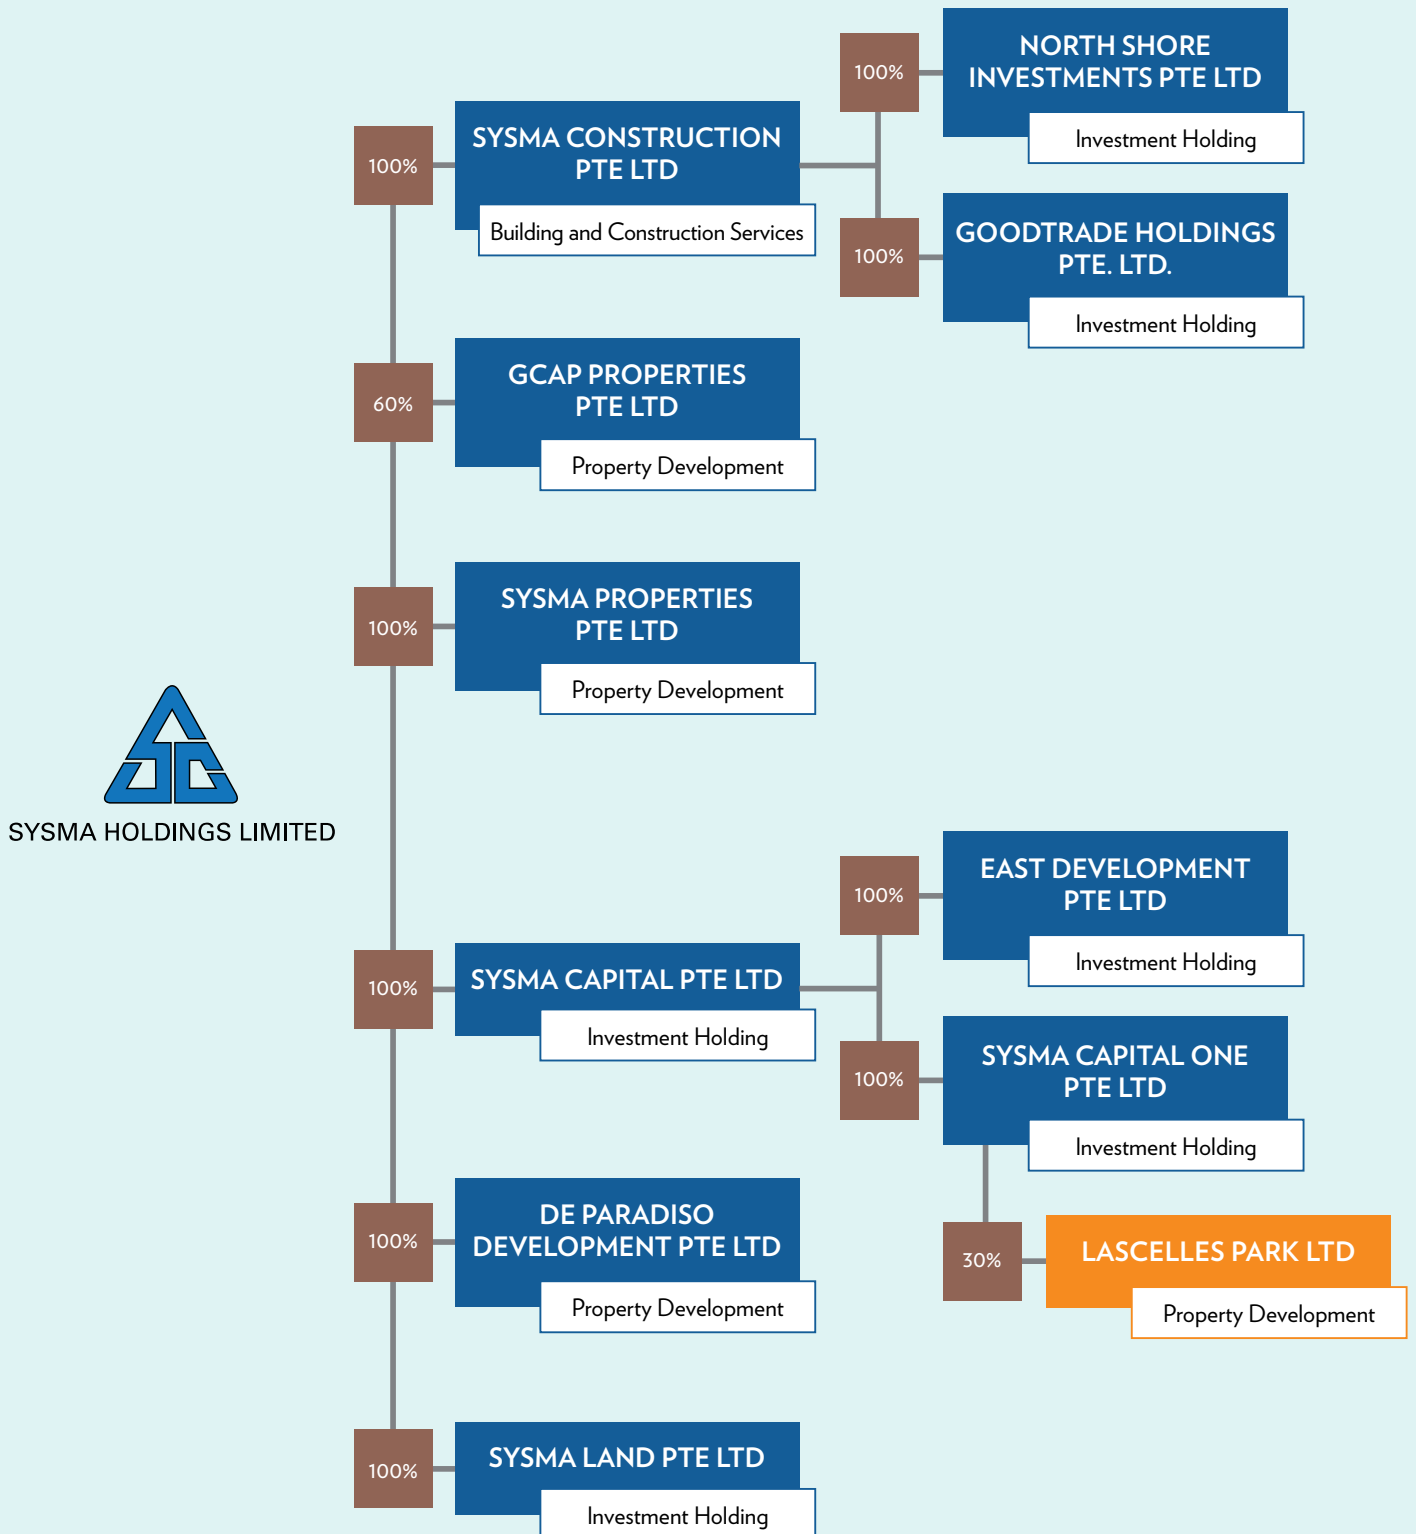 SYSMA HOLDINGS LIMITED
100%
SYSMA CONSTRUCTION
PTE LTD
Building and Construction Services
100%
NORTH SHORE
INVESTMENTS PTE LTD
Investment Holding
100%
GOODTRADE HOLDINGS
PTE. LTD.
Investment Holding
60%
GCAP PROPERTIES
PTE LTD
Property Development
100%
SYSMA PROPERTIES
PTE LTD
Property Development
100%
SYSMA CAPITAL PTE LTD
Investment Holding
100%
EAST DEVELOPMENT
PTE LTD
Investment Holding
100%
SYSMA CAPITAL ONE
PTE LTD
Investment Holding
30%
LASCELLES PARK LTD
Property Development
100%
DE PARADISO
DEVELOPMENT PTE LTD
Property Development
100%
SYSMA LAND PTE LTD
Investment Holding